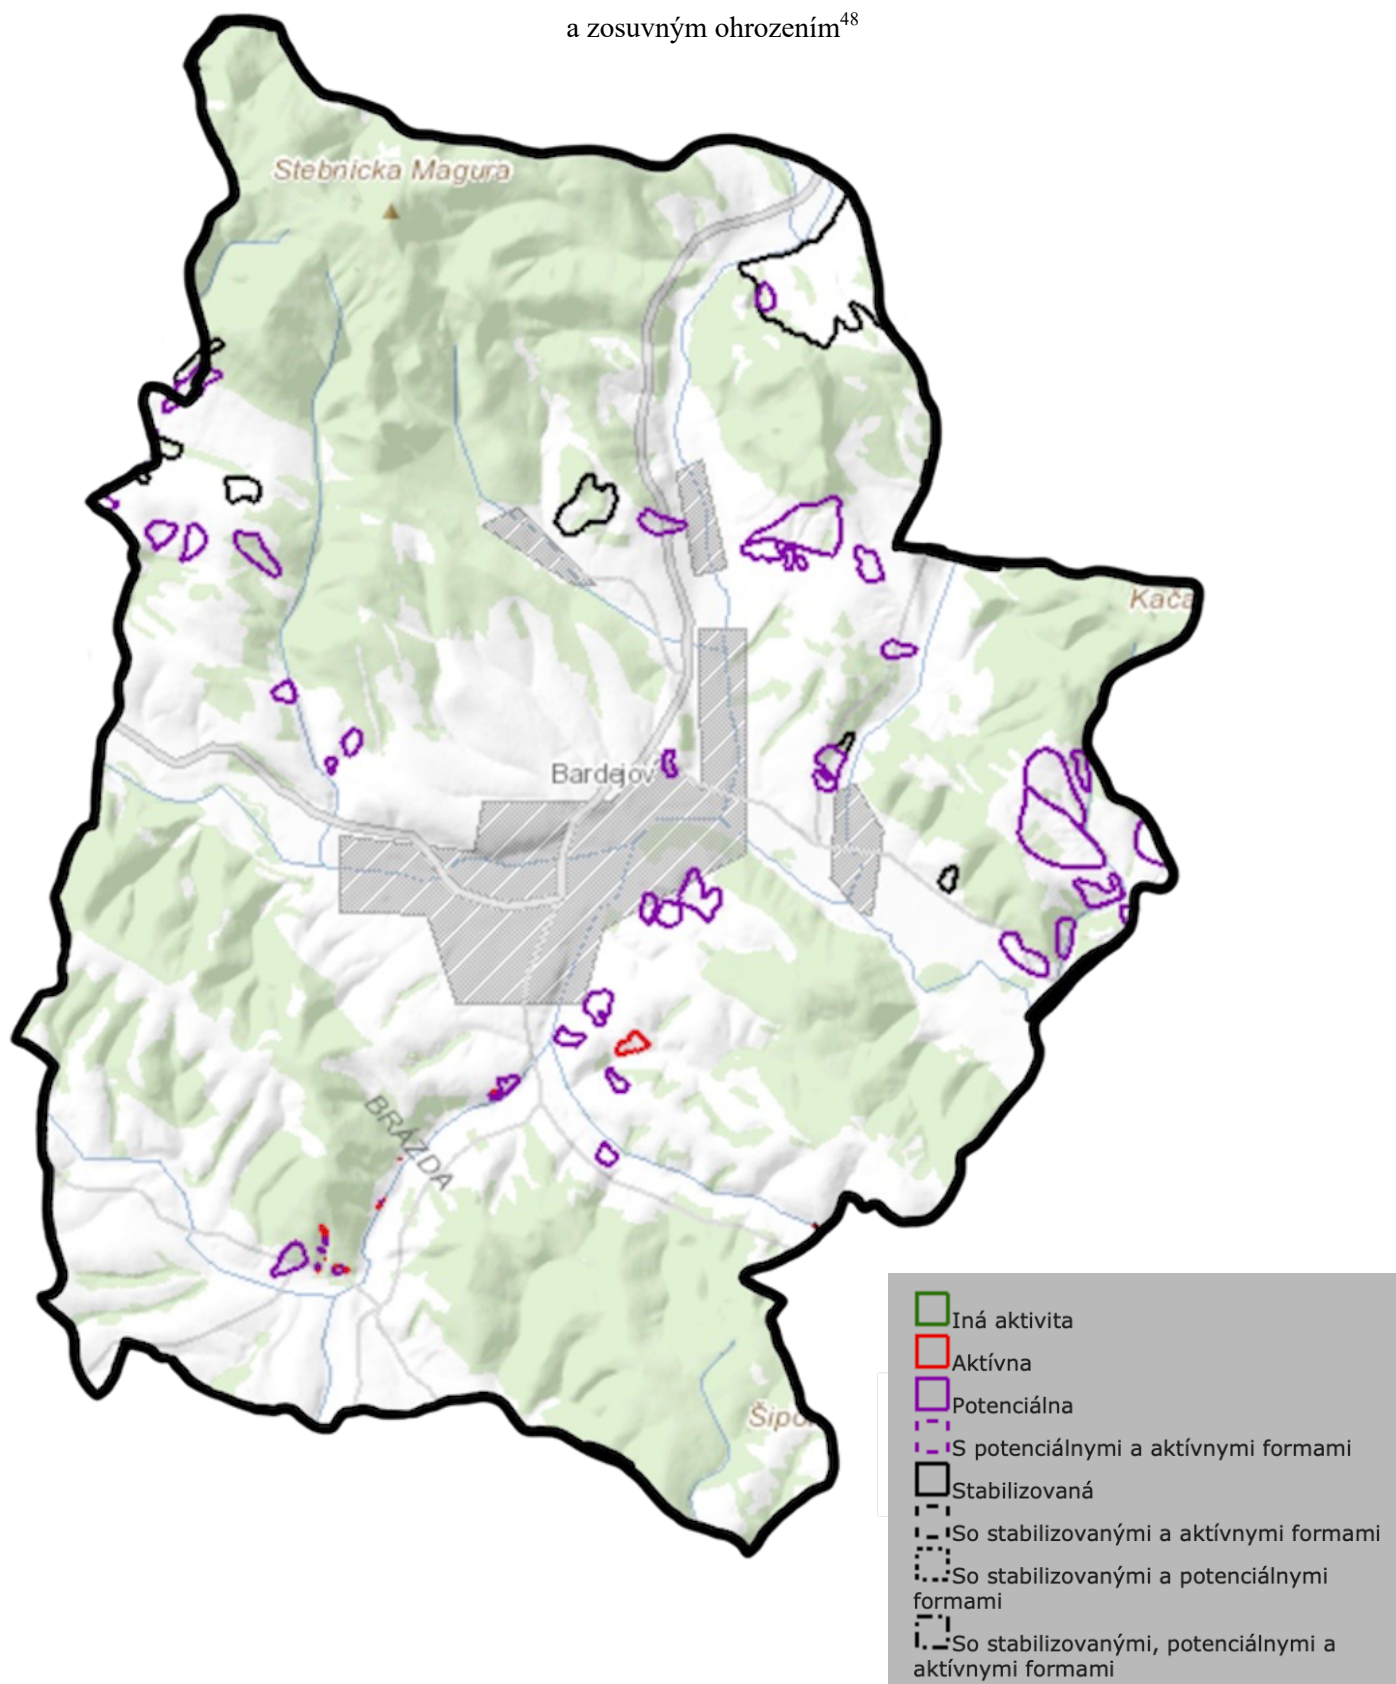 a zosuvným ohrozením48
Stebnícka Magura
Kača
Bardejov
BRÁZDA
Šipo
Iná aktivita
Aktívna
Potenciálna
S potenciálnymi a aktívnymi formami
Stabilizovaná
So stabilizovanými a aktívnymi formami
So stabilizovanými a potenciálnymi
formami
So stabilizovanými, potenciálnymi a
aktívnymi formami